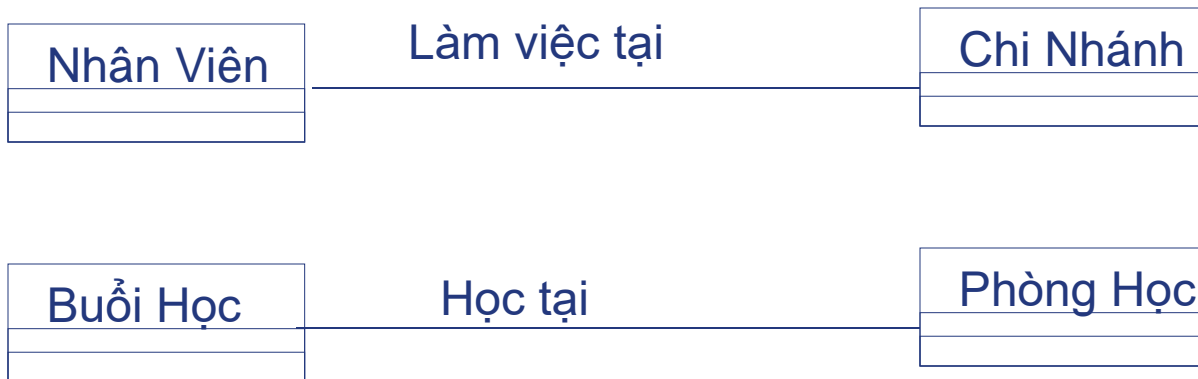 Nhân Viên
Làm việc tại
Chi Nhánh
Buổi Học
Học tại
Phòng Học